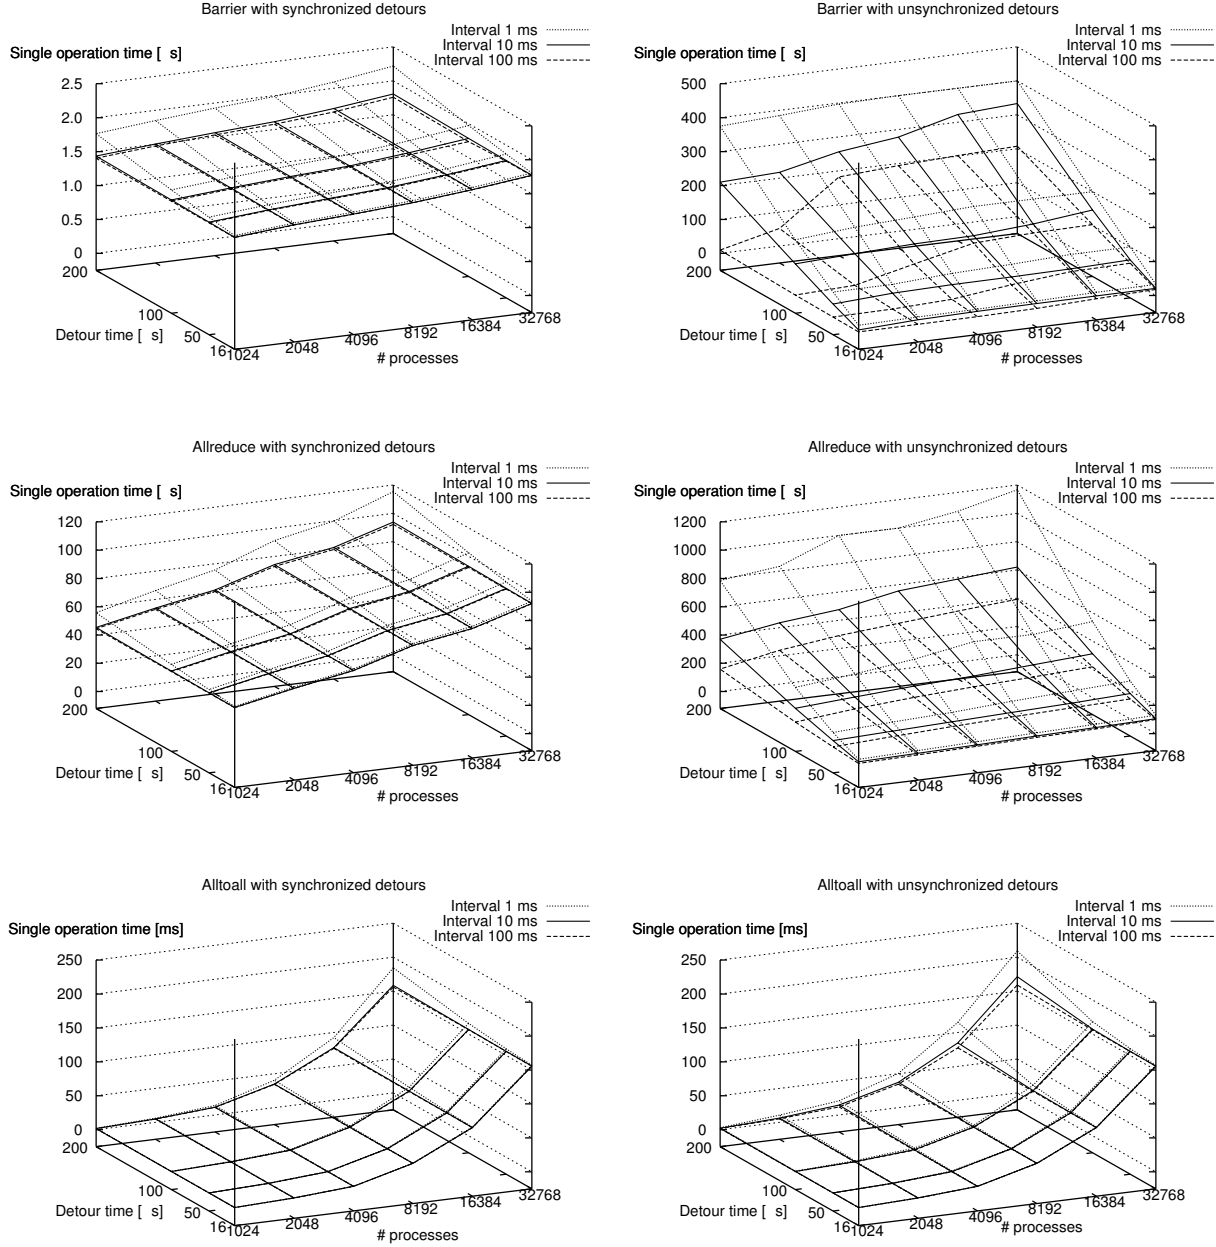 Barrier with synchronized detours
Interval 1 ms
Interval 10 ms
Interval 100 ms
Single operation time [ s]
2.5
2.0
1.5
1.0
0.5
0
200
100
50
16
Detour time [ s]
1024
2048
4096
8192
16384
32768
# processes
Barrier with unsynchronized detours
Interval 1 ms
Interval 10 ms
Interval 100 ms
Single operation time [ s]
500
400
300
200
100
0
200
100
50
16
Detour time [ s]
1024
2048
4096
8192
16384
32768
# processes
Allreduce with synchronized detours
Interval 1 ms
Interval 10 ms
Interval 100 ms
Single operation time [ s]
120
100
80
60
40
20
0
200
100
50
16
Detour time [ s]
1024
2048
4096
8192
16384
32768
# processes
Allreduce with unsynchronized detours
Interval 1 ms
Interval 10 ms
Interval 100 ms
Single operation time [ s]
1200
1000
800
600
400
200
0
200
100
50
16
Detour time [ s]
1024
2048
4096
8192
16384
32768
# processes
Alltoall with synchronized detours
Interval 1 ms
Interval 10 ms
Interval 100 ms
Single operation time [ms]
250
200
150
100
50
0
200
100
50
16
Detour time [ s]
1024
2048
4096
8192
16384
32768
# processes
Alltoall with unsynchronized detours
Interval 1 ms
Interval 10 ms
Interval 100 ms
Single operation time [ms]
250
200
150
100
50
0
200
100
50
16
Detour time [ s]
1024
2048
4096
8192
16384
32768
# processes